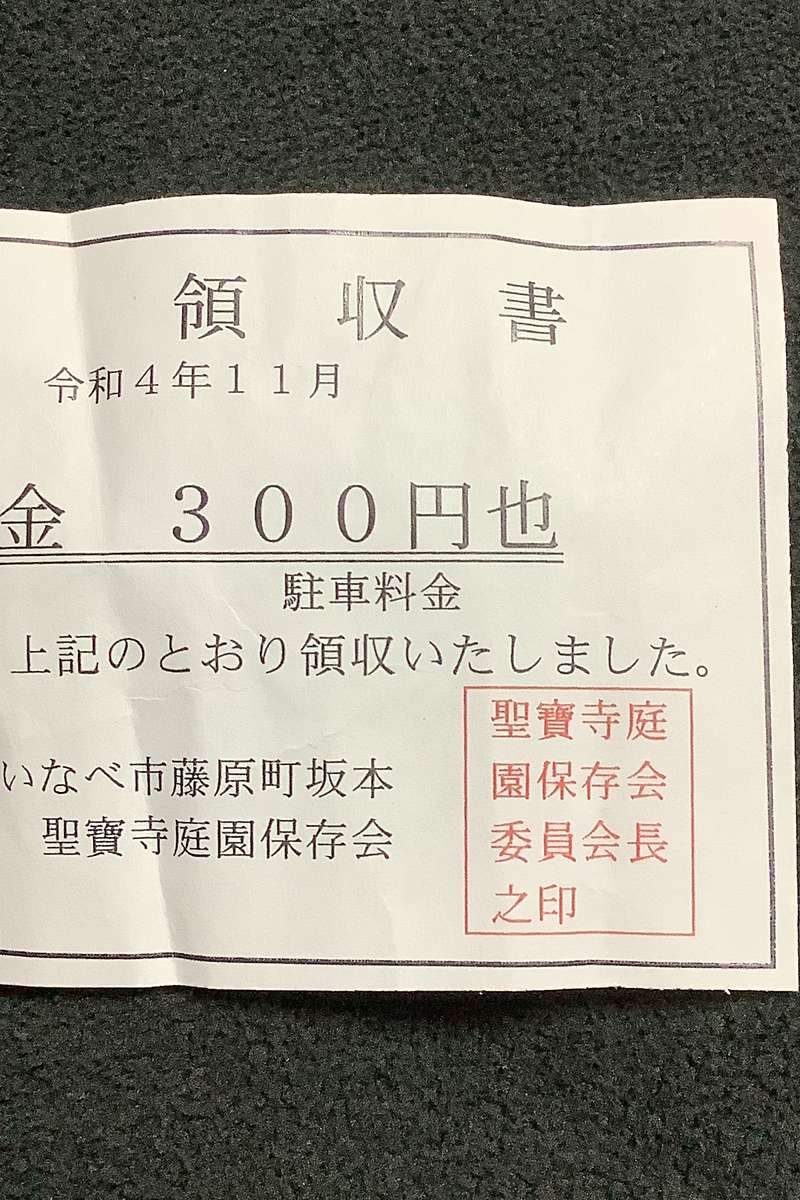 領収書
令和4年11月
金 300円也
駐車料金
上記のとおり領収いたしました。
いなべ市藤原町坂本
聖寶寺庭園保存会
聖寶寺庭
園保存会
委員会長
之印